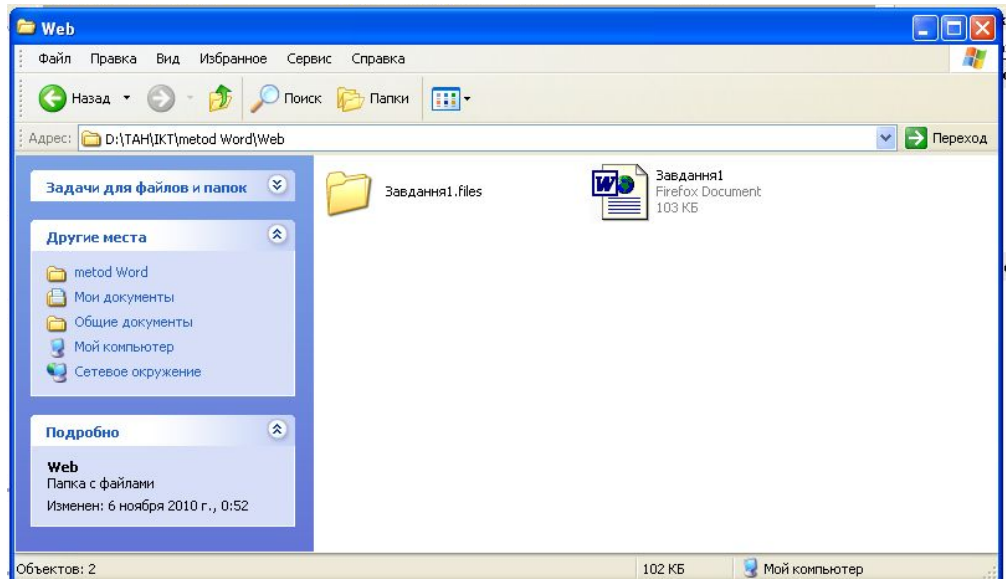 Web
Файл Правка Вид Избранное Сервис Справка
Назад Поиск Папки
Адрес: D:\TAH\IKT\metod Word\Web Переход
Задачи для файлов и папок
Другие места
metod Word
Мои документы
Общие документы
Мой компьютер
Сетевое окружение
Подробно
Web
Папка с файлами
Изменен: 6 ноября 2010 г., 0:52
Завдання1.files
Завдання1
Firefox Document
103 КБ
Объектов: 2 102 КБ Мой компьютер